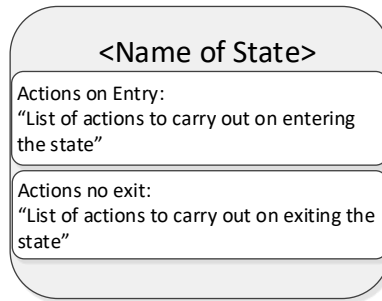 <Name of State>
Actions on Entry:
“List of actions to carry out on entering
the state”
Actions no exit:
“List of actions to carry out on exiting the
state”